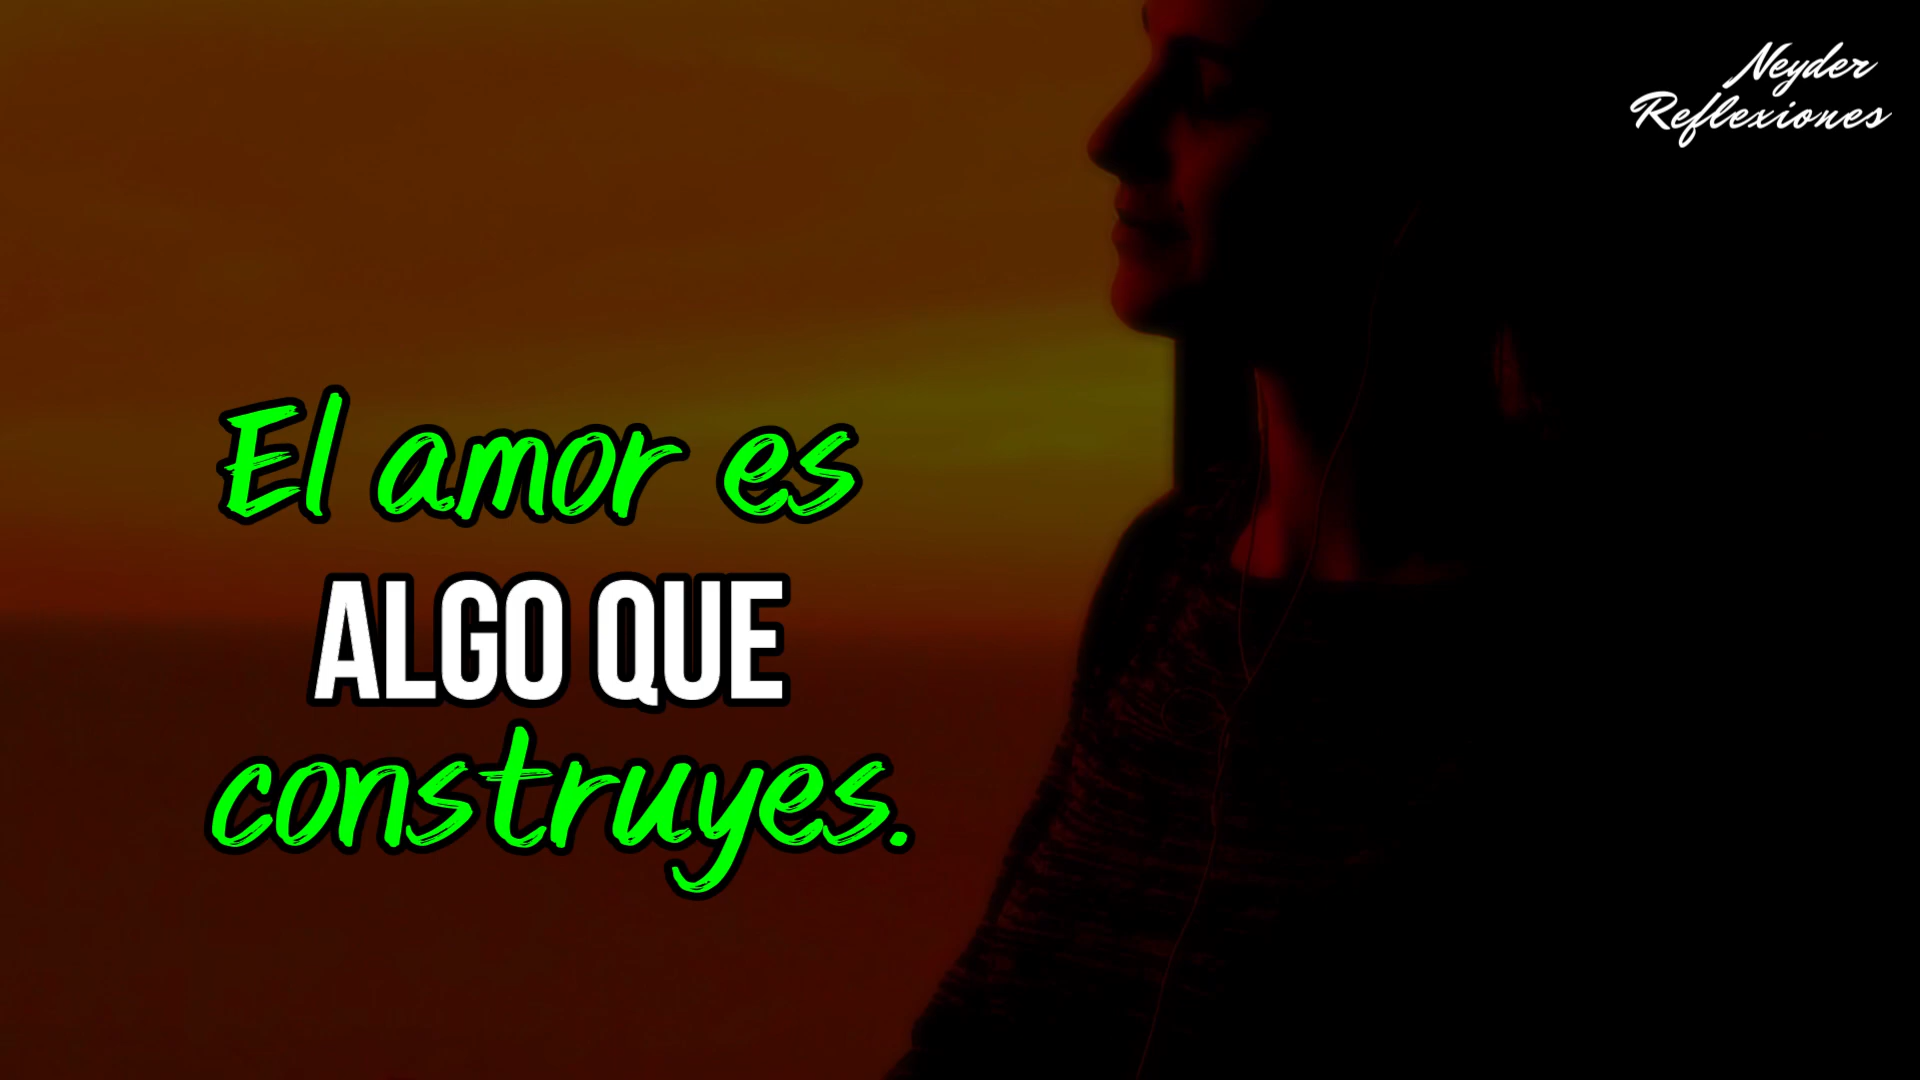 Neyder
Reflexiones
El amor es
ALGO QUE
construyes.